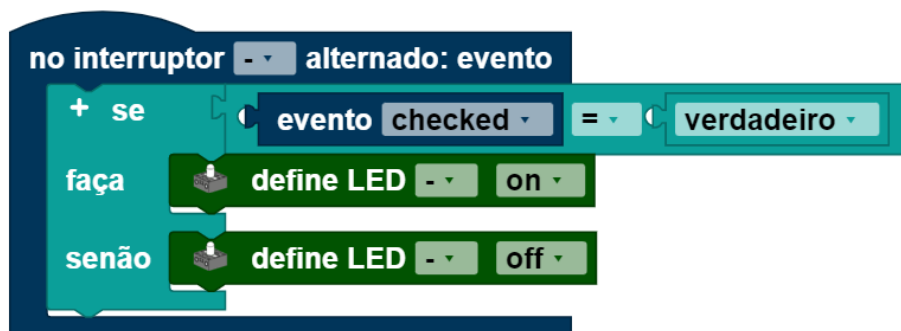 no interruptor - alternado: evento
+ se evento checked = verdadeiro
faça define LED - on
senão define LED - off